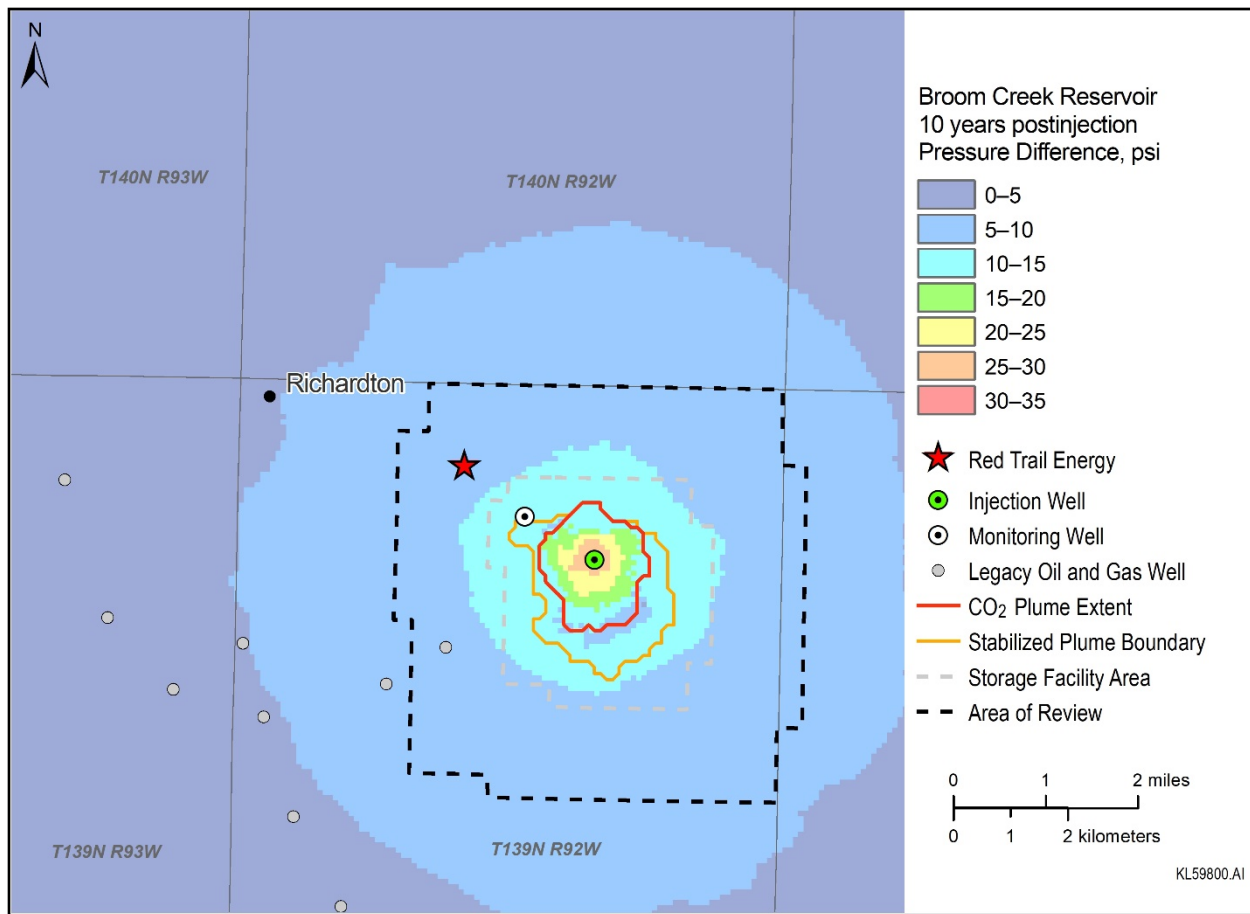 N
T140N R93W
T140N R92W
Richardton
T139N R93W
T139N R92W
Broom Creek Reservoir
10 years postinjection
Pressure Difference, psi
0–5
5–10
10–15
15–20
20–25
25–30
30–35
Red Trail Energy
Injection Well
Monitoring Well
Legacy Oil and Gas Well
CO₂ Plume Extent
Stabilized Plume Boundary
Storage Facility Area
Area of Review
0 1 2 miles
0 1 2 kilometers
KL59800.AI